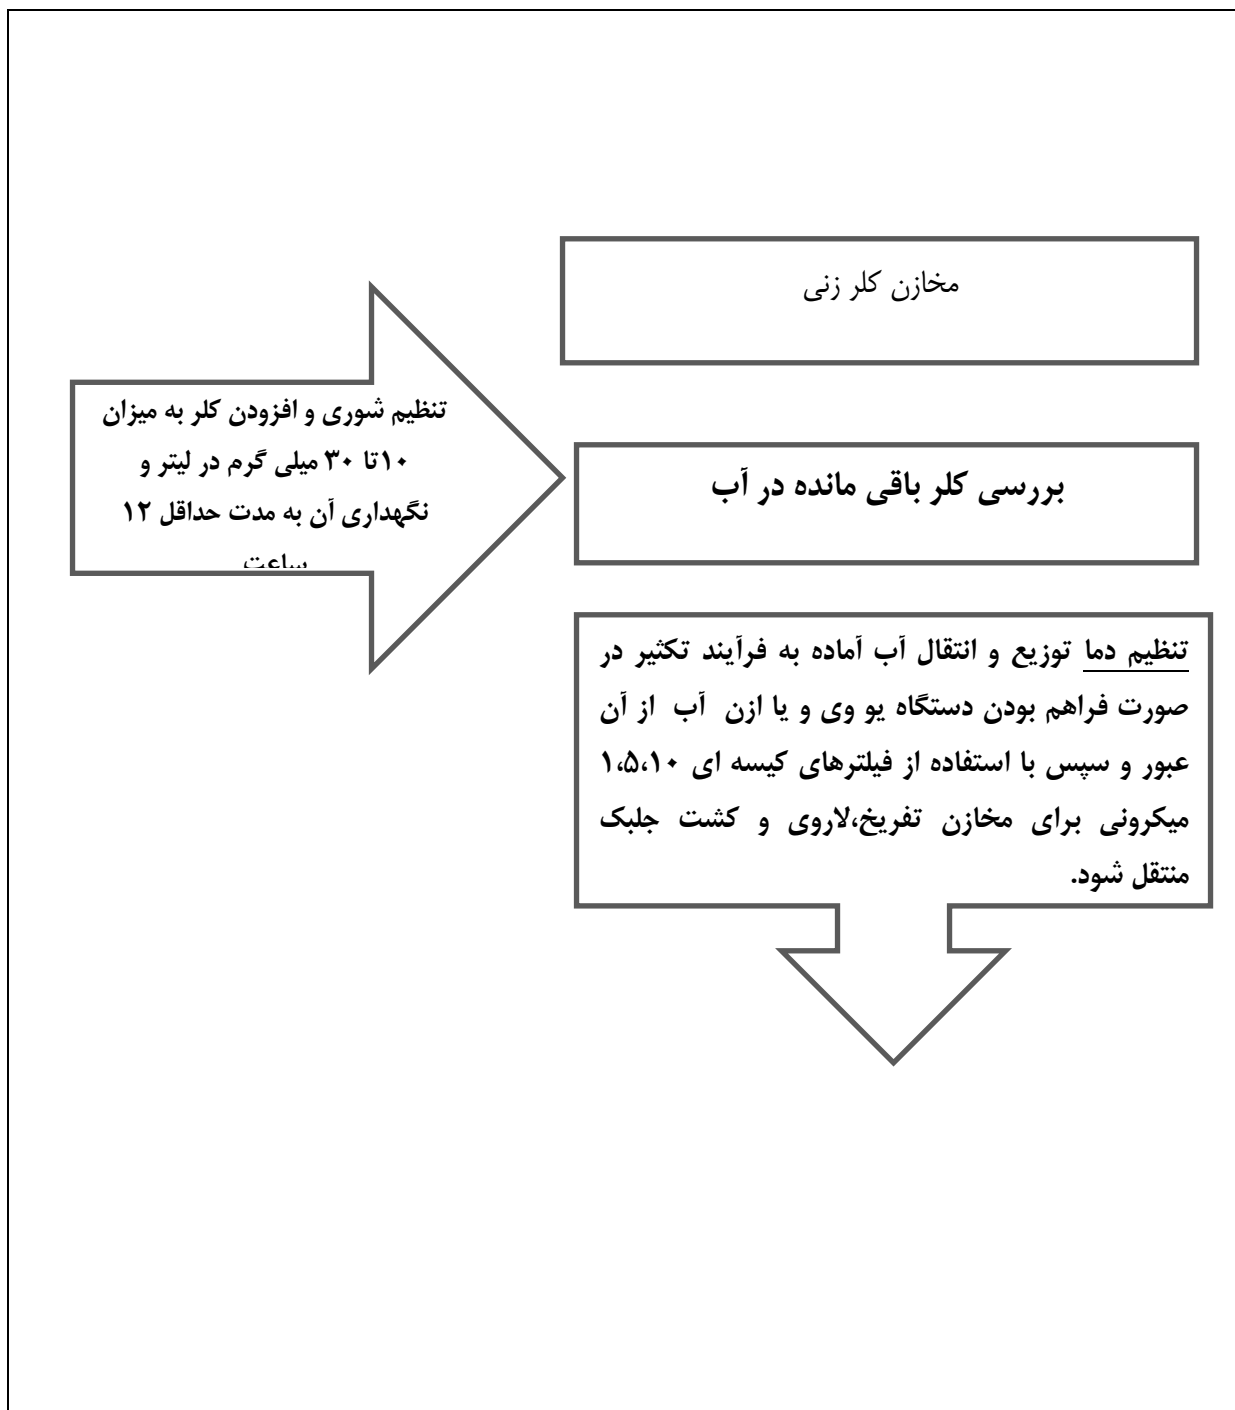 مخازن کلر زنی
تنظیم شوری و افزودن کلر به میزان
۱۰تا ۳۰ میلی گرم در لیتر و
نگهداری آن به مدت حداقل ۱۲
ساعت
بررسی کلر باقی مانده در آب
تنظیم دما توزیع و انتقال آب آماده به فرآیند تکثیر در
صورت فراهم بودن دستگاه یو وی و یا ازن آب از آن
عبور و سپس با استفاده از فیلترهای کیسه ای ۱،۵،۱۰
میکرونی برای مخازن تفریخ،لاروی و کشت جلبک
منتقل شود.